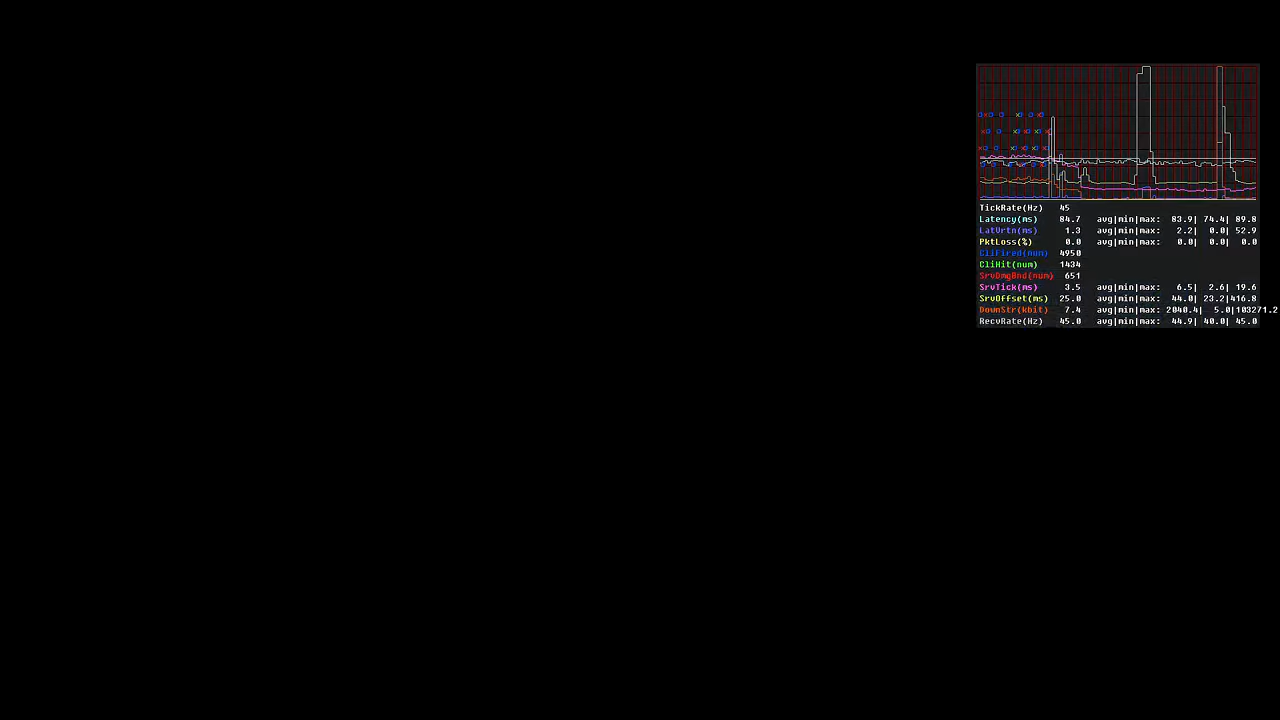 TickRate(Hz) 45
Latency(ms) 84.7 avg|min|max: 83.9| 74.4| 89.8
LatVrtn(ms) 1.3 avg|min|max: 2.2| 0.0| 52.9
PktLoss(%) 0.0 avg|min|max: 0.0| 0.0| 0.0
CliFired(num) 4950
CliHit(num) 1434
SrvDmgBnd(num) 651
SrvTick(ms) 3.5 avg|min|max: 6.5| 2.6| 19.6
SrvOffset(ms) 25.0 avg|min|max: 44.0| 23.2|416.8
DownStr(kbit) 7.4 avg|min|max: 2040.4| 5.0|103271.2
RecvRate(Hz) 45.0 avg|min|max: 44.9| 40.0| 45.0